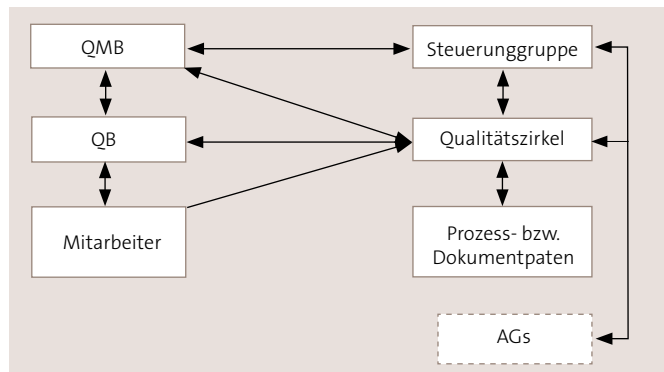 QMB
Steuerunggruppe
QB
Qualitätszirkel
Mitarbeiter
Prozess- bzw.
Dokumentpaten
AGs